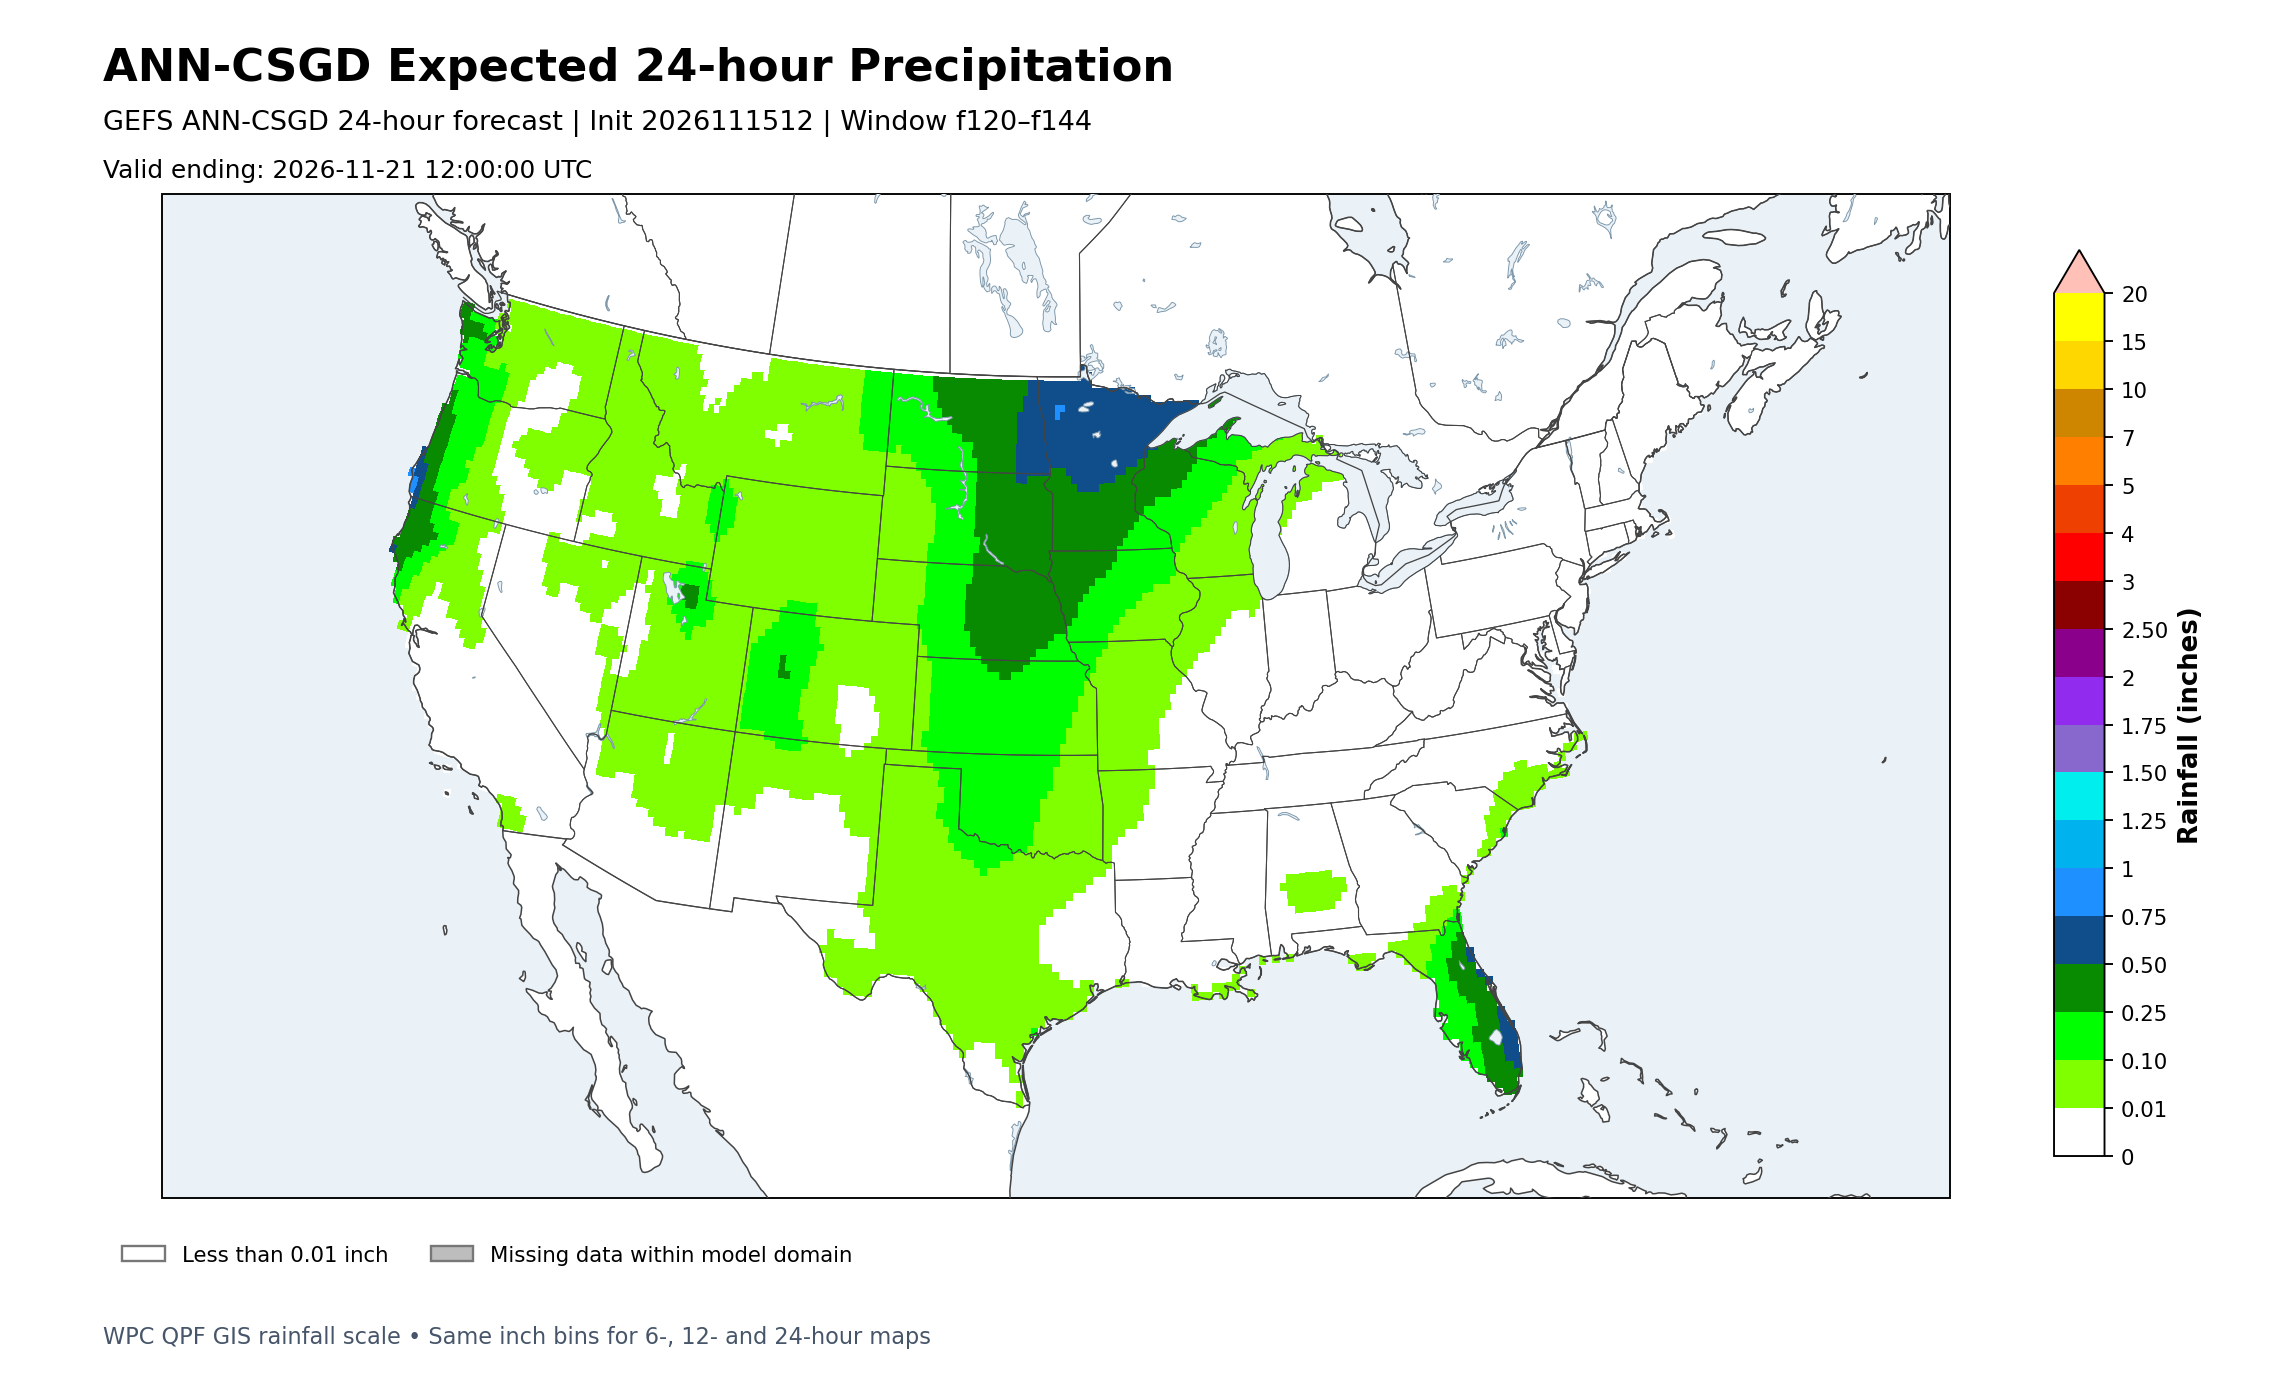 ANN-CSGD Expected 24-hour Precipitation
GEFS ANN-CSGD 24-hour forecast | Init 2026111512 | Window f120–f144
Valid ending: 2026-11-21 12:00:00 UTC
20
15
10
7
5
4
3
2.50
2
1.75
1.50
1.25
1
0.75
0.50
0.25
0.10
0.01
0
Rainfall (inches)
Less than 0.01 inch
Missing data within model domain
WPC QPF GIS rainfall scale • Same inch bins for 6-, 12- and 24-hour maps